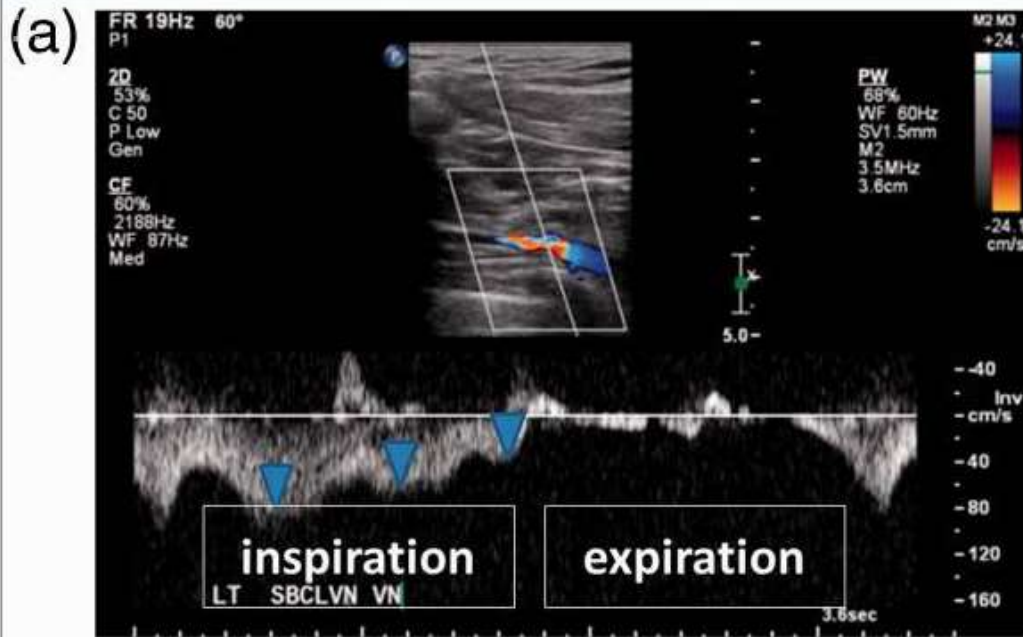 (a)
FR 19Hz 60°
P1
2D
53%
C 50
P Low
Gen
CF
60%
2188Hz
WF 87Hz
Med
P
PW
68%
WF 60Hz
SV1.5mm
M2
3.5MHz
3.6cm
M2 M3
+24.1
-24.1
cm/s
x
5.0
-40
Inv
cm/s
-40
-80
-120
-160
inspiration
expiration
LT SBCLVN VN
3.6sec